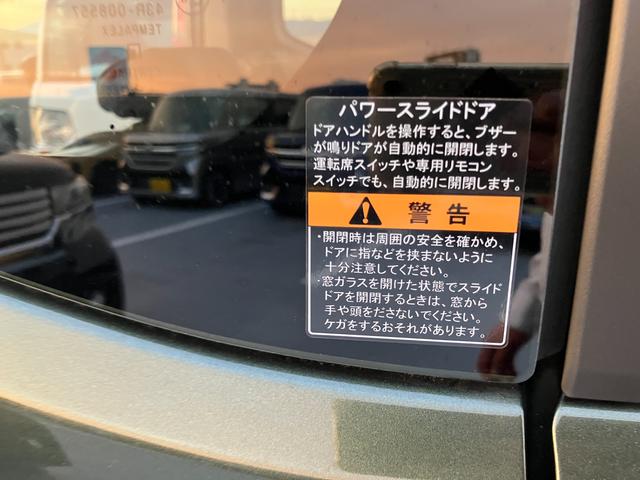 43R-008557
TEMPALEX
パワースライドドア
ドアハンドルを操作すると、ブザー
が鳴りドアが自動的に開閉します。
運転席スイッチや専用リモコン
スイッチでも、自動的に開閉します。
警告
・開閉時は周囲の安全を確かめ、
ドアに指などを挟まないように
十分注意してください。
・窓ガラスを開けた状態でスライド
ドアを開閉するときは、窓から
手や頭をださないでください。
ケガをするおそれがあります。